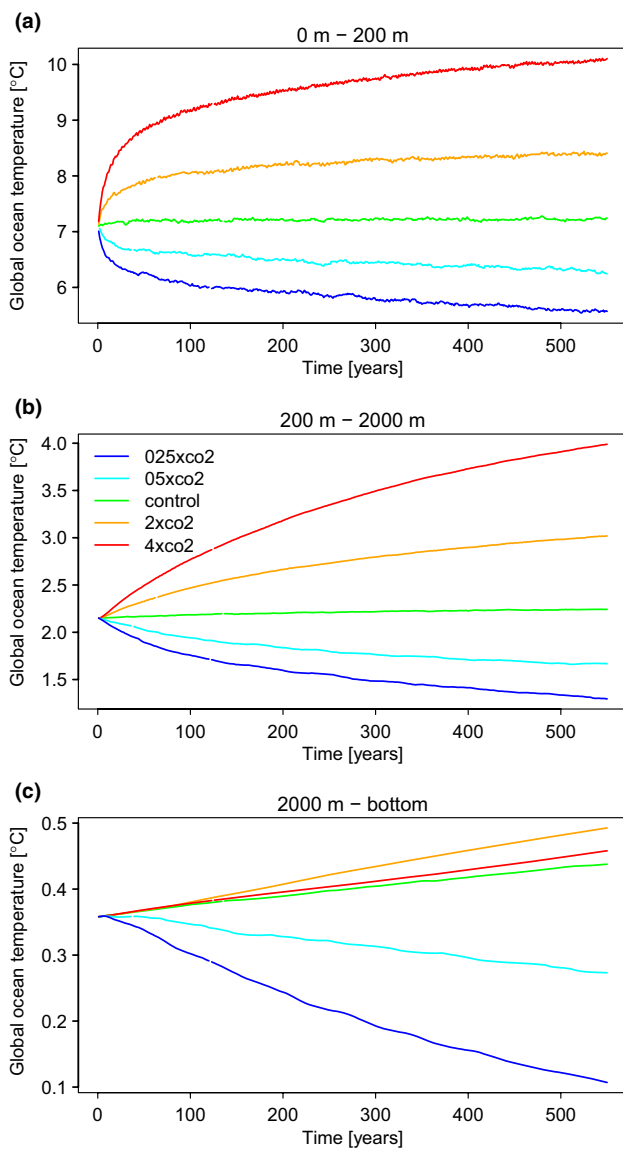 (a)
0 m − 200 m
Global ocean temperature [°C]
10
9
8
7
6
0 100 200 300 400 500
Time [years]
(b)
200 m − 2000 m
Global ocean temperature [°C]
4.0
3.5
3.0
2.5
2.0
1.5
025xco2
05xco2
control
2xco2
4xco2
0 100 200 300 400 500
Time [years]
(c)
2000 m − bottom
Global ocean temperature [°C]
0.5
0.4
0.3
0.2
0.1
0 100 200 300 400 500
Time [years]